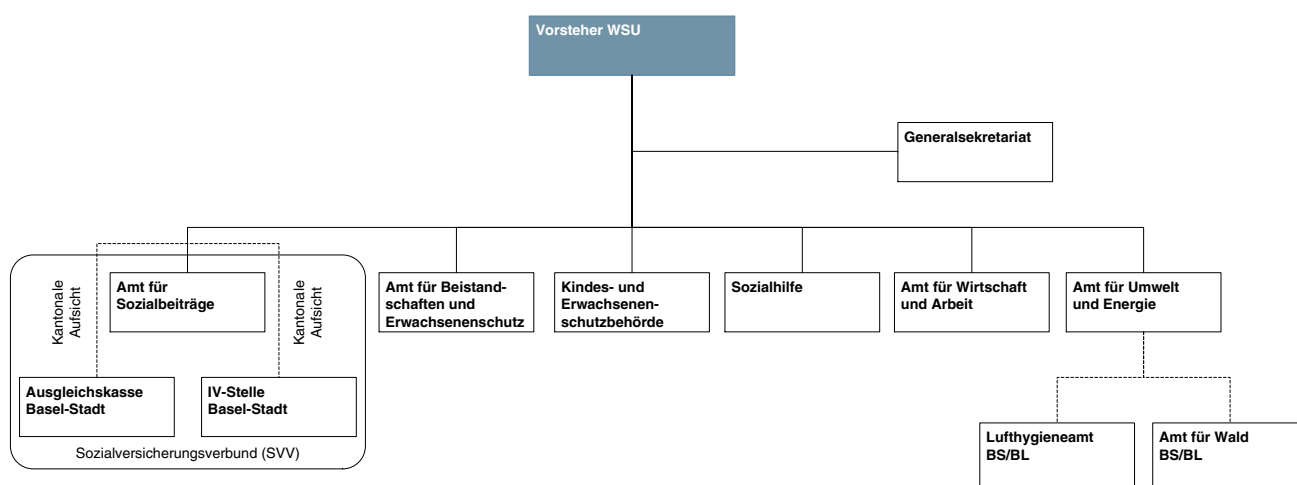 Vorsteher WSU
Generalsekretariat
Kantonale
Aufsicht
Amt für
Sozialbeiträge
Kantonale
Aufsicht
Amt für Beistand-
schaften und
Erwachsenenschutz
Kindes- und
Erwachsenen-
schutzbehörde
Sozialhilfe
Amt für Wirtschaft
und Arbeit
Amt für Umwelt
und Energie
Ausgleichskasse
Basel-Stadt
IV-Stelle
Basel-Stadt
Sozialversicherungsverbund (SVV)
Lufthygieneamt
BS/BL
Amt für Wald
BS/BL